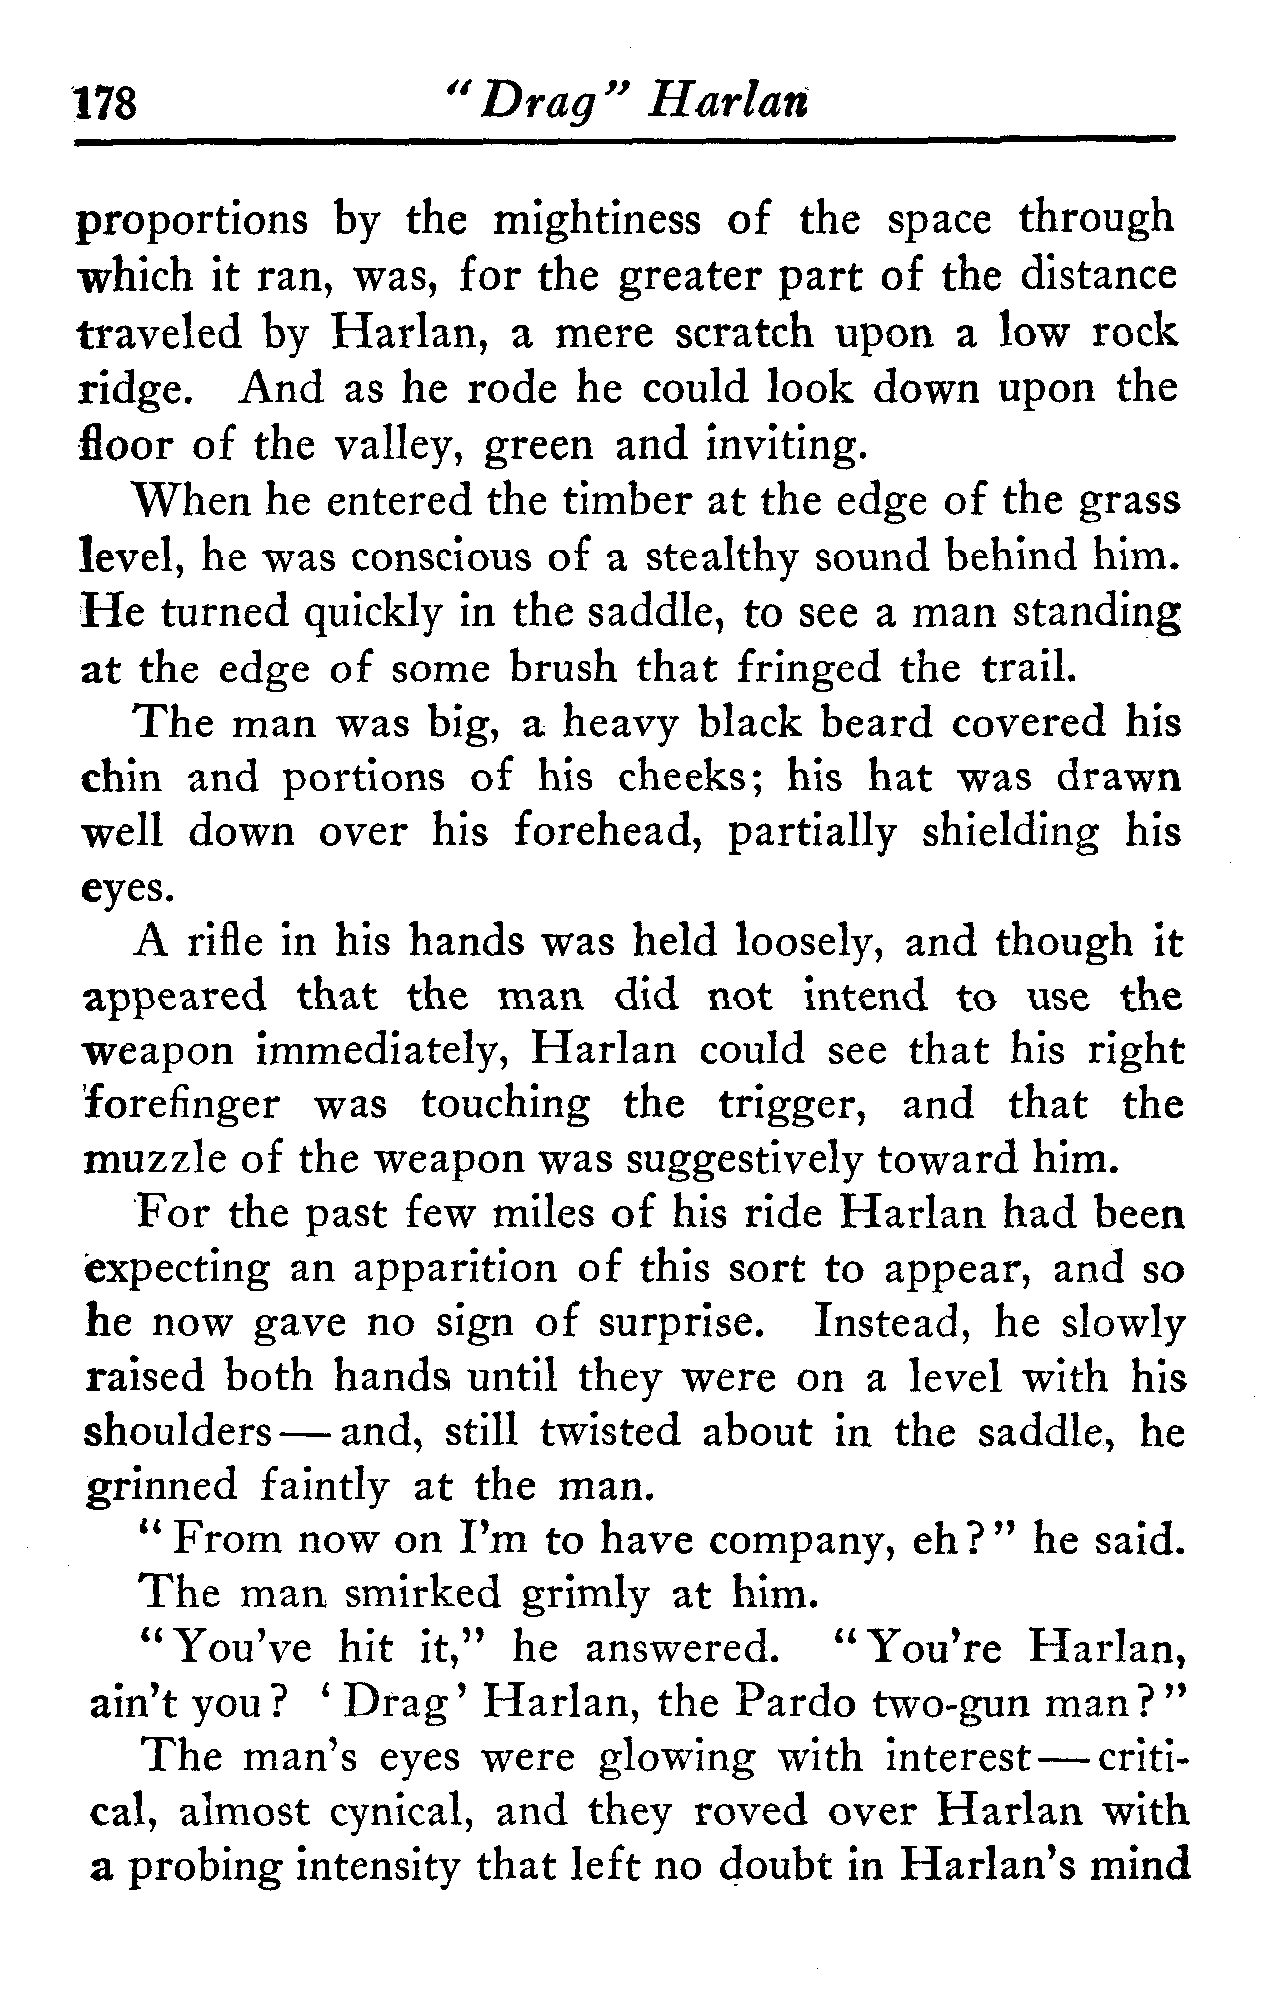 178 "Drag" Harlan
proportions by the mightiness of the space through
which it ran, was, for the greater part of the distance
traveled by Harlan, a mere scratch upon a low rock
ridge. And as he rode he could look down upon the
floor of the valley, green and inviting.
When he entered the timber at the edge of the grass
level, he was conscious of a stealthy sound behind him.
He turned quickly in the saddle, to see a man standing
at the edge of some brush that fringed the trail.
The man was big, a heavy black beard covered his
chin and portions of his cheeks; his hat was drawn
well down over his forehead, partially shielding his
eyes.
A rifle in his hands was held loosely, and though it
appeared that the man did not intend to use the
weapon immediately, Harlan could see that his right
forefinger was touching the trigger, and that the
muzzle of the weapon was suggestively toward him.
For the past few miles of his ride Harlan had been
expecting an apparition of this sort to appear, and so
he now gave no sign of surprise. Instead, he slowly
raised both hands until they were on a level with his
shoulders — and, still twisted about in the saddle, he
grinned faintly at the man.
"From now on I'm to have company, eh?" he said.
The man smirked grimly at him.
"You've hit it," he answered. "You're Harlan,
ain't you? 'Drag' Harlan, the Pardo two-gun man?"
The man's eyes were glowing with interest — criti-
cal, almost cynical, and they roved over Harlan with
a probing intensity that left no doubt in Harlan's mind